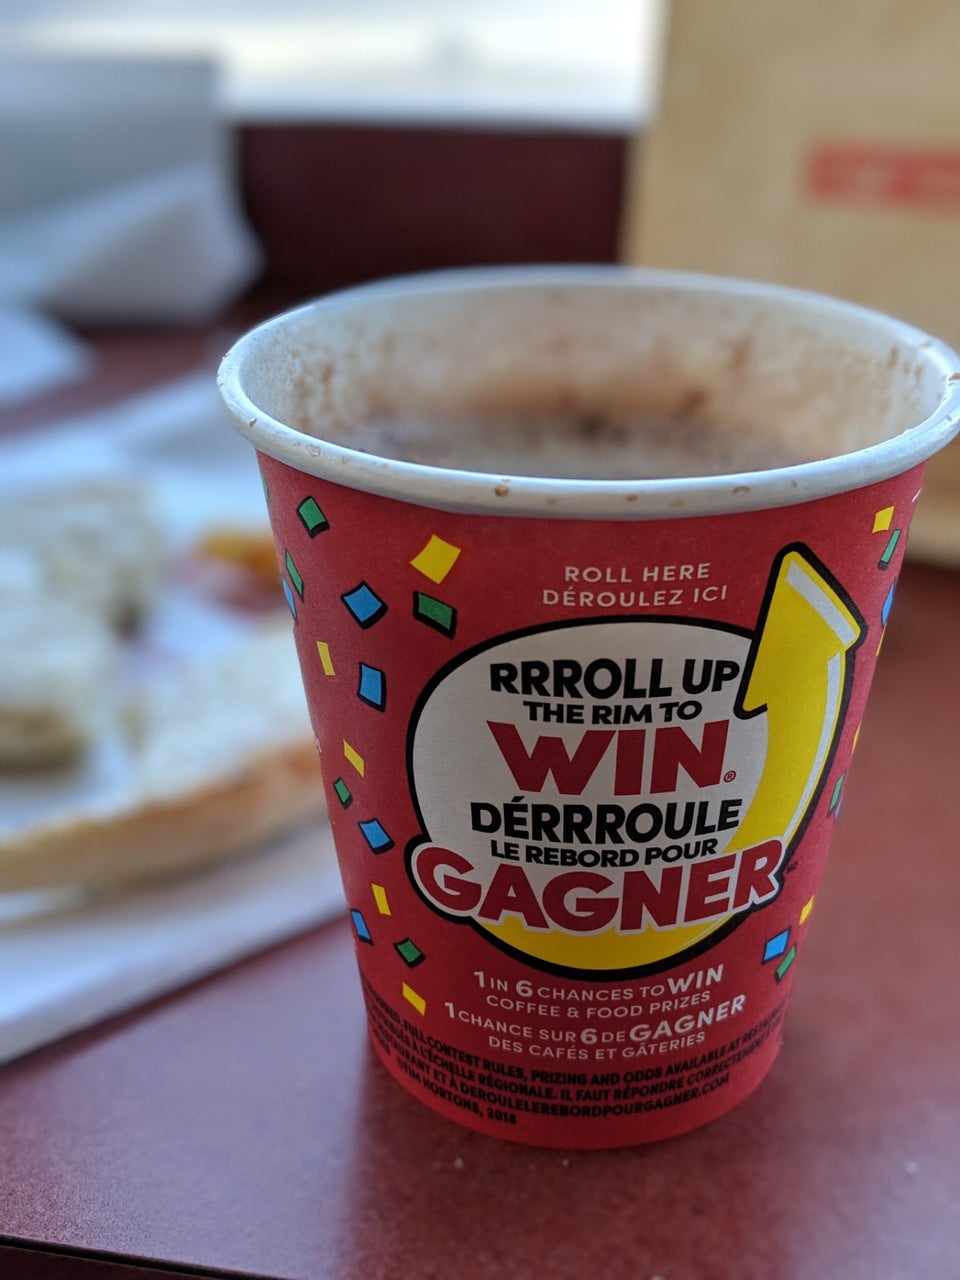 ROLL HERE
DÉROULEZ ICI
RRROLL UP
THE RIM TO
WIN®
DÉRRROULE
LE REBORD POUR
GAGNER
1 IN 6 CHANCES TO WIN
COFFEE & FOOD PRIZES
1 CHANCE SUR 6 DE GAGNER
DES CAFÉS ET GÂTERIES
FULL CONTEST RULES, PRIZING AND ODDS AVAILABLE AT
À L'ÉCHELLE RÉGIONALE. IL FAUT RÉPONDRE CORRECTEMENT
RESTAURANT ET À DEROULELEREBORDPOURGAGNER.COM
©TIM HORTONS, 2018